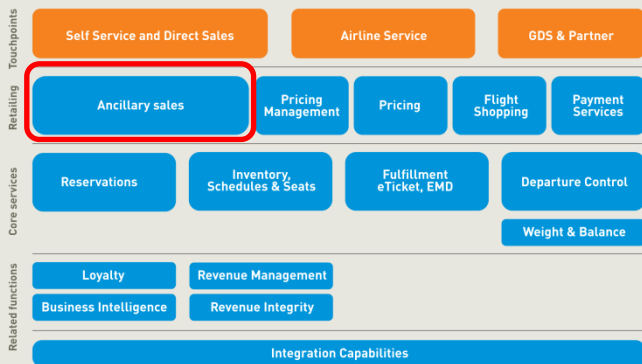 Touchpoints
Self Service and Direct Sales
Airline Service
GDS & Partner
Retailing
Ancillary sales
Pricing
Management
Pricing
Flight
Shopping
Payment
Services
Core services
Reservations
Inventory,
Schedules & Seats
Fulfillment
eTicket, EMD
Departure Control
Weight & Balance
Related functions
Loyalty
Revenue Management
Business Intelligence
Revenue Integrity
Integration Capabilities